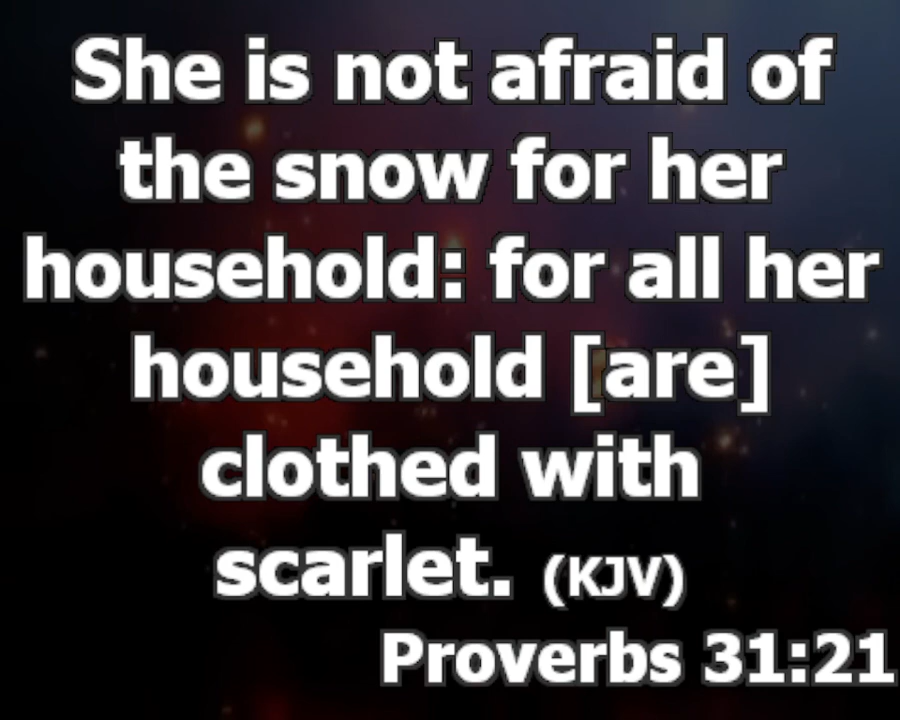 She is not afraid of
the snow for her
household: for all her
household [are]
clothed with
scarlet. (KJV)
Proverbs 31:21